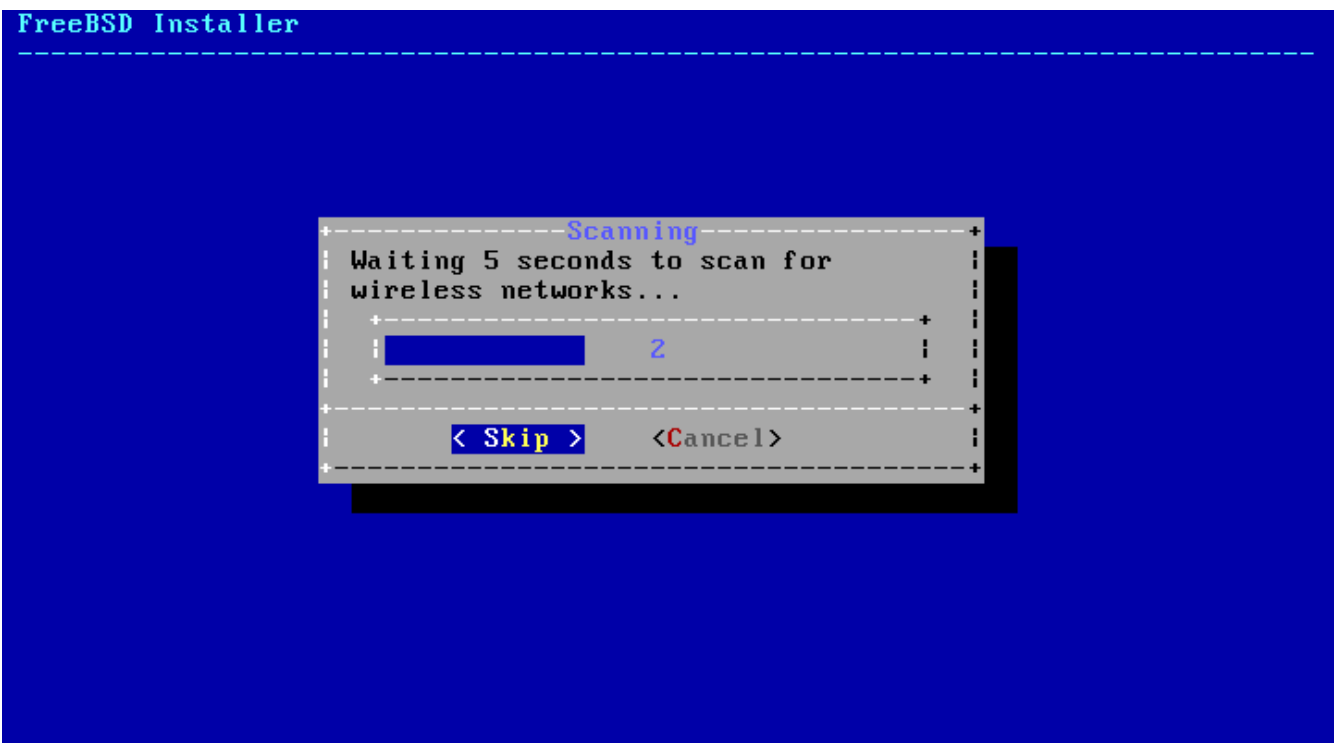 FreeBSD Installer
Scanning
Waiting 5 seconds to scan for
wireless networks...
2
< Skip > <Cancel>